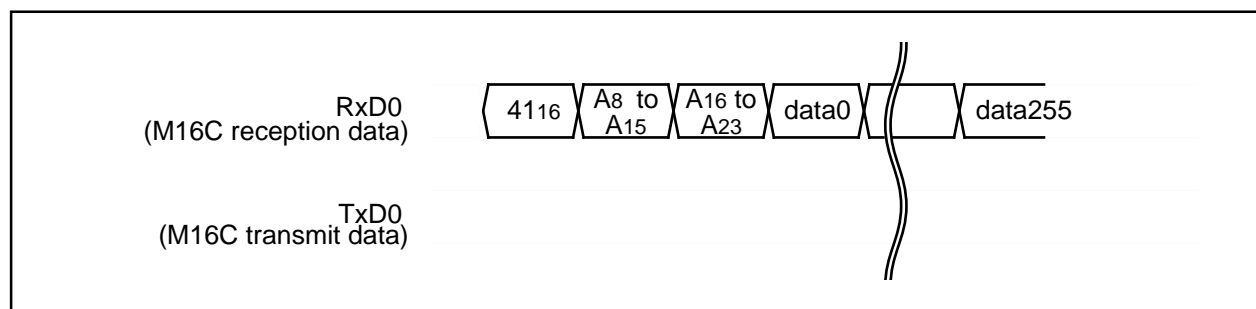 RxD0
(M16C reception data)
4116
A8 to
A15
A16 to
A23
data0
data255
TxD0
(M16C transmit data)